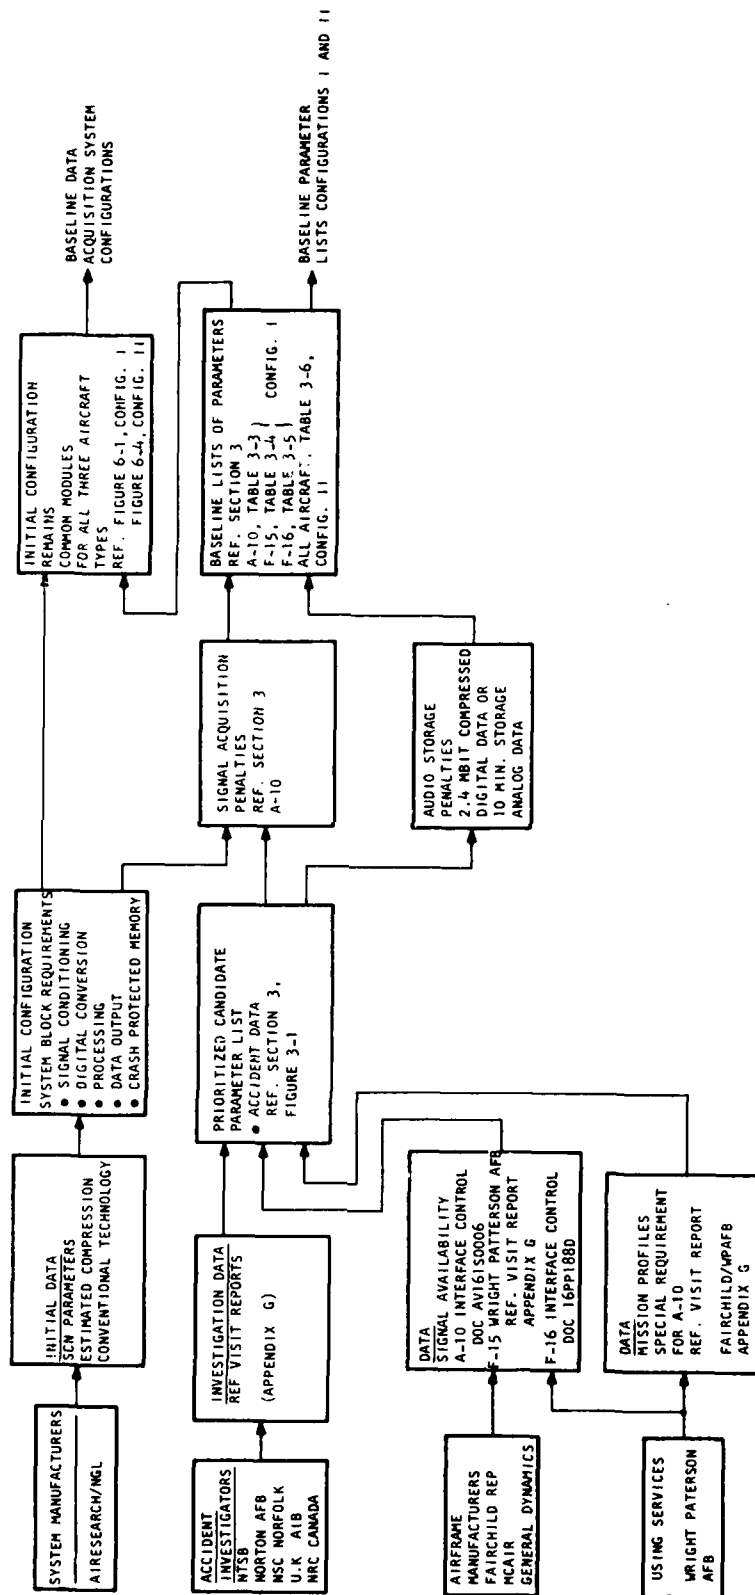 SYSTEM MANUFACTURERS
AIRESEARCH/NGL
INITIAL DATA
SCN PARAMETERS
ESTIMATED COMPRESSION
CONVENTIONAL TECHNOLOGY
INITIAL CONFIGURATION
SYSTEM BLOCK REQUIREMENTS
● SIGNAL CONDITIONING
● DIGITAL CONVERSION
● PROCESSING
● DATA OUTPUT
● CRASH PROTECTED MEMORY
INITIAL CONFIGURATION
REMAINS
COMMON MODULES
FOR ALL THREE AIRCRAFT
TYPES
REF. FIGURE 6-1, CONFIG. I
FIGURE 6-4, CONFIG. II
BASELINE DATA
ACQUISITION SYSTEM
CONFIGURATIONS
ACCIDENT
INVESTIGATORS
NTSB
NORTON AFB
NSC NORFOLK
U.K AIB
NRC CANADA
INVESTIGATION DATA
REF VISIT REPORTS
(APPENDIX G)
PRIORITIZED CANDIDATE
PARAMETER LIST
● ACCIDENT DATA
REF. SECTION 3,
FIGURE 3-1
SIGNAL ACQUISITION
PENALTIES
REF. SECTION 3
A-10
BASELINE LISTS OF PARAMETERS
REF. SECTION 3
A-10, TABLE 3-3
F-15, TABLE 3-4 CONFIG. I
F-16, TABLE 3-5
ALL AIRCRAFT, TABLE 3-6,
CONFIG. II
BASELINE PARAMETER
LISTS CONFIGURATIONS I AND II
AUDIO STORAGE
PENALTIES
2.4 MBIT COMPRESSED
DIGITAL DATA OR
10 MIN. STORAGE
ANALOG DATA
AIRFRAME
MANUFACTURERS
FAIRCHILD REP
MCAIR
GENERAL DYNAMICS
DATA
SIGNAL AVAILABILITY
A-10 INTERFACE CONTROL
DOC AV161S0006
F-15 WRIGHT PATTERSON AFB
REF. VISIT REPORT
APPENDIX G
F-16 INTERFACE CONTROL
DOC 16PP188D
USING SERVICES
WRIGHT PATERSON
AFB
DATA
MISSION PROFILES
SPECIAL REQUIREMENT
FOR A-10
REF. VISIT REPORT
FAIRCHILD/WPAFB
APPENDIX G